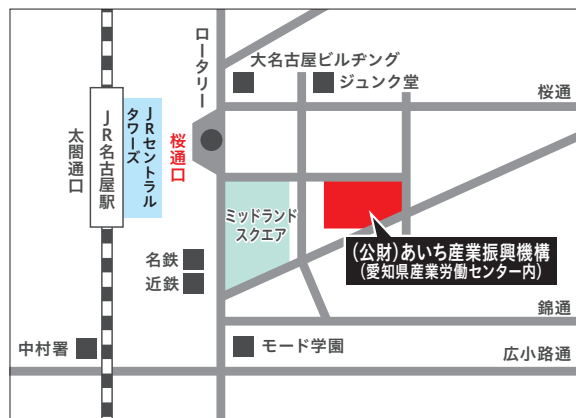 ロータリー
大名古屋ビルヂング
ジュンク堂
桜通
JRセントラル
タワーズ
JR名古屋駅
太閤通口
桜通口
ミッドランド
スクエア
(公財)あいち産業振興機構
(愛知県産業労働センター内)
名鉄
近鉄
錦通
中村署
モード学園
広小路通